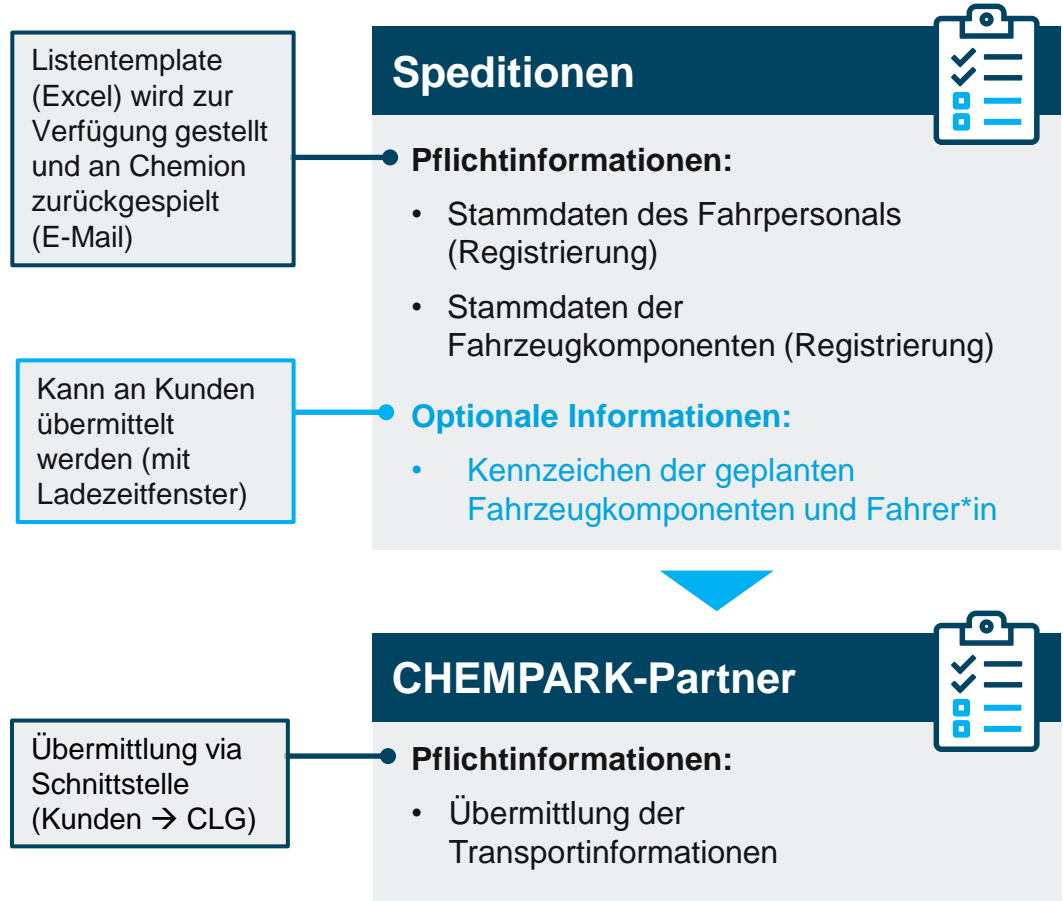 Listentemplate
(Excel) wird zur
Verfügung gestellt
und an Chemion
zurückgespielt
(E-Mail)
Speditionen
Pflichtinformationen:
• Stammdaten des Fahrpersonals
(Registrierung)
• Stammdaten der
Fahrzeugkomponenten (Registrierung)
Kann an Kunden
übermittelt
werden (mit
Ladezeitfenster)
Optionale Informationen:
• Kennzeichen der geplanten
Fahrzeugkomponenten und Fahrer*in
CHEMPARK-Partner
Übermittlung via
Schnittstelle
(Kunden → CLG)
Pflichtinformationen:
• Übermittlung der
Transportinformationen